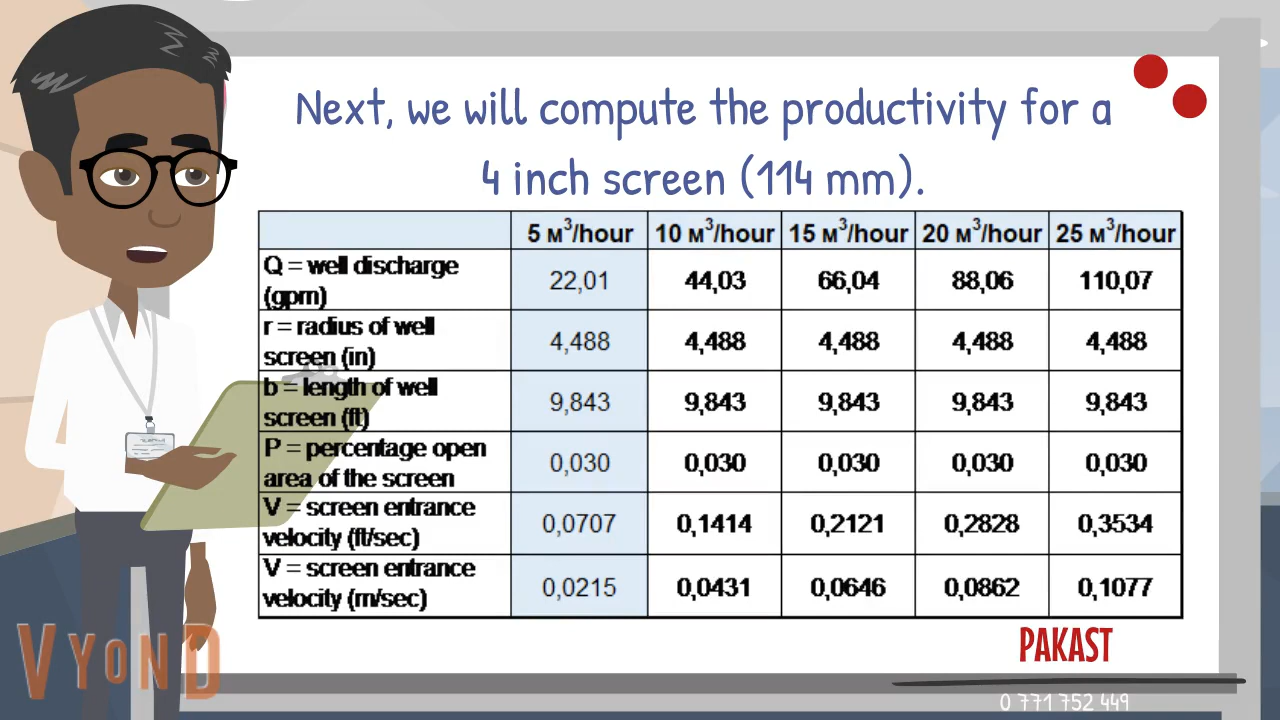 Next, we will compute the productivity for a
4 inch screen (114 mm).
5 м³/hour 10 м³/hour 15 м³/hour 20 м³/hour 25 м³/hour
Q = well discharge
(gpm) 22,01 44,03 66,04 88,06 110,07
r = radius of well
screen (in) 4,488 4,488 4,488 4,488 4,488
b = length of well
screen (ft) 9,843 9,843 9,843 9,843 9,843
P = percentage open
area of the screen 0,030 0,030 0,030 0,030 0,030
V = screen entrance
velocity (ft/sec) 0,0707 0,1414 0,2121 0,2828 0,3534
V = screen entrance
velocity (m/sec) 0,0215 0,0431 0,0646 0,0862 0,1077
VYOND
PAKAST
0 771 752 449